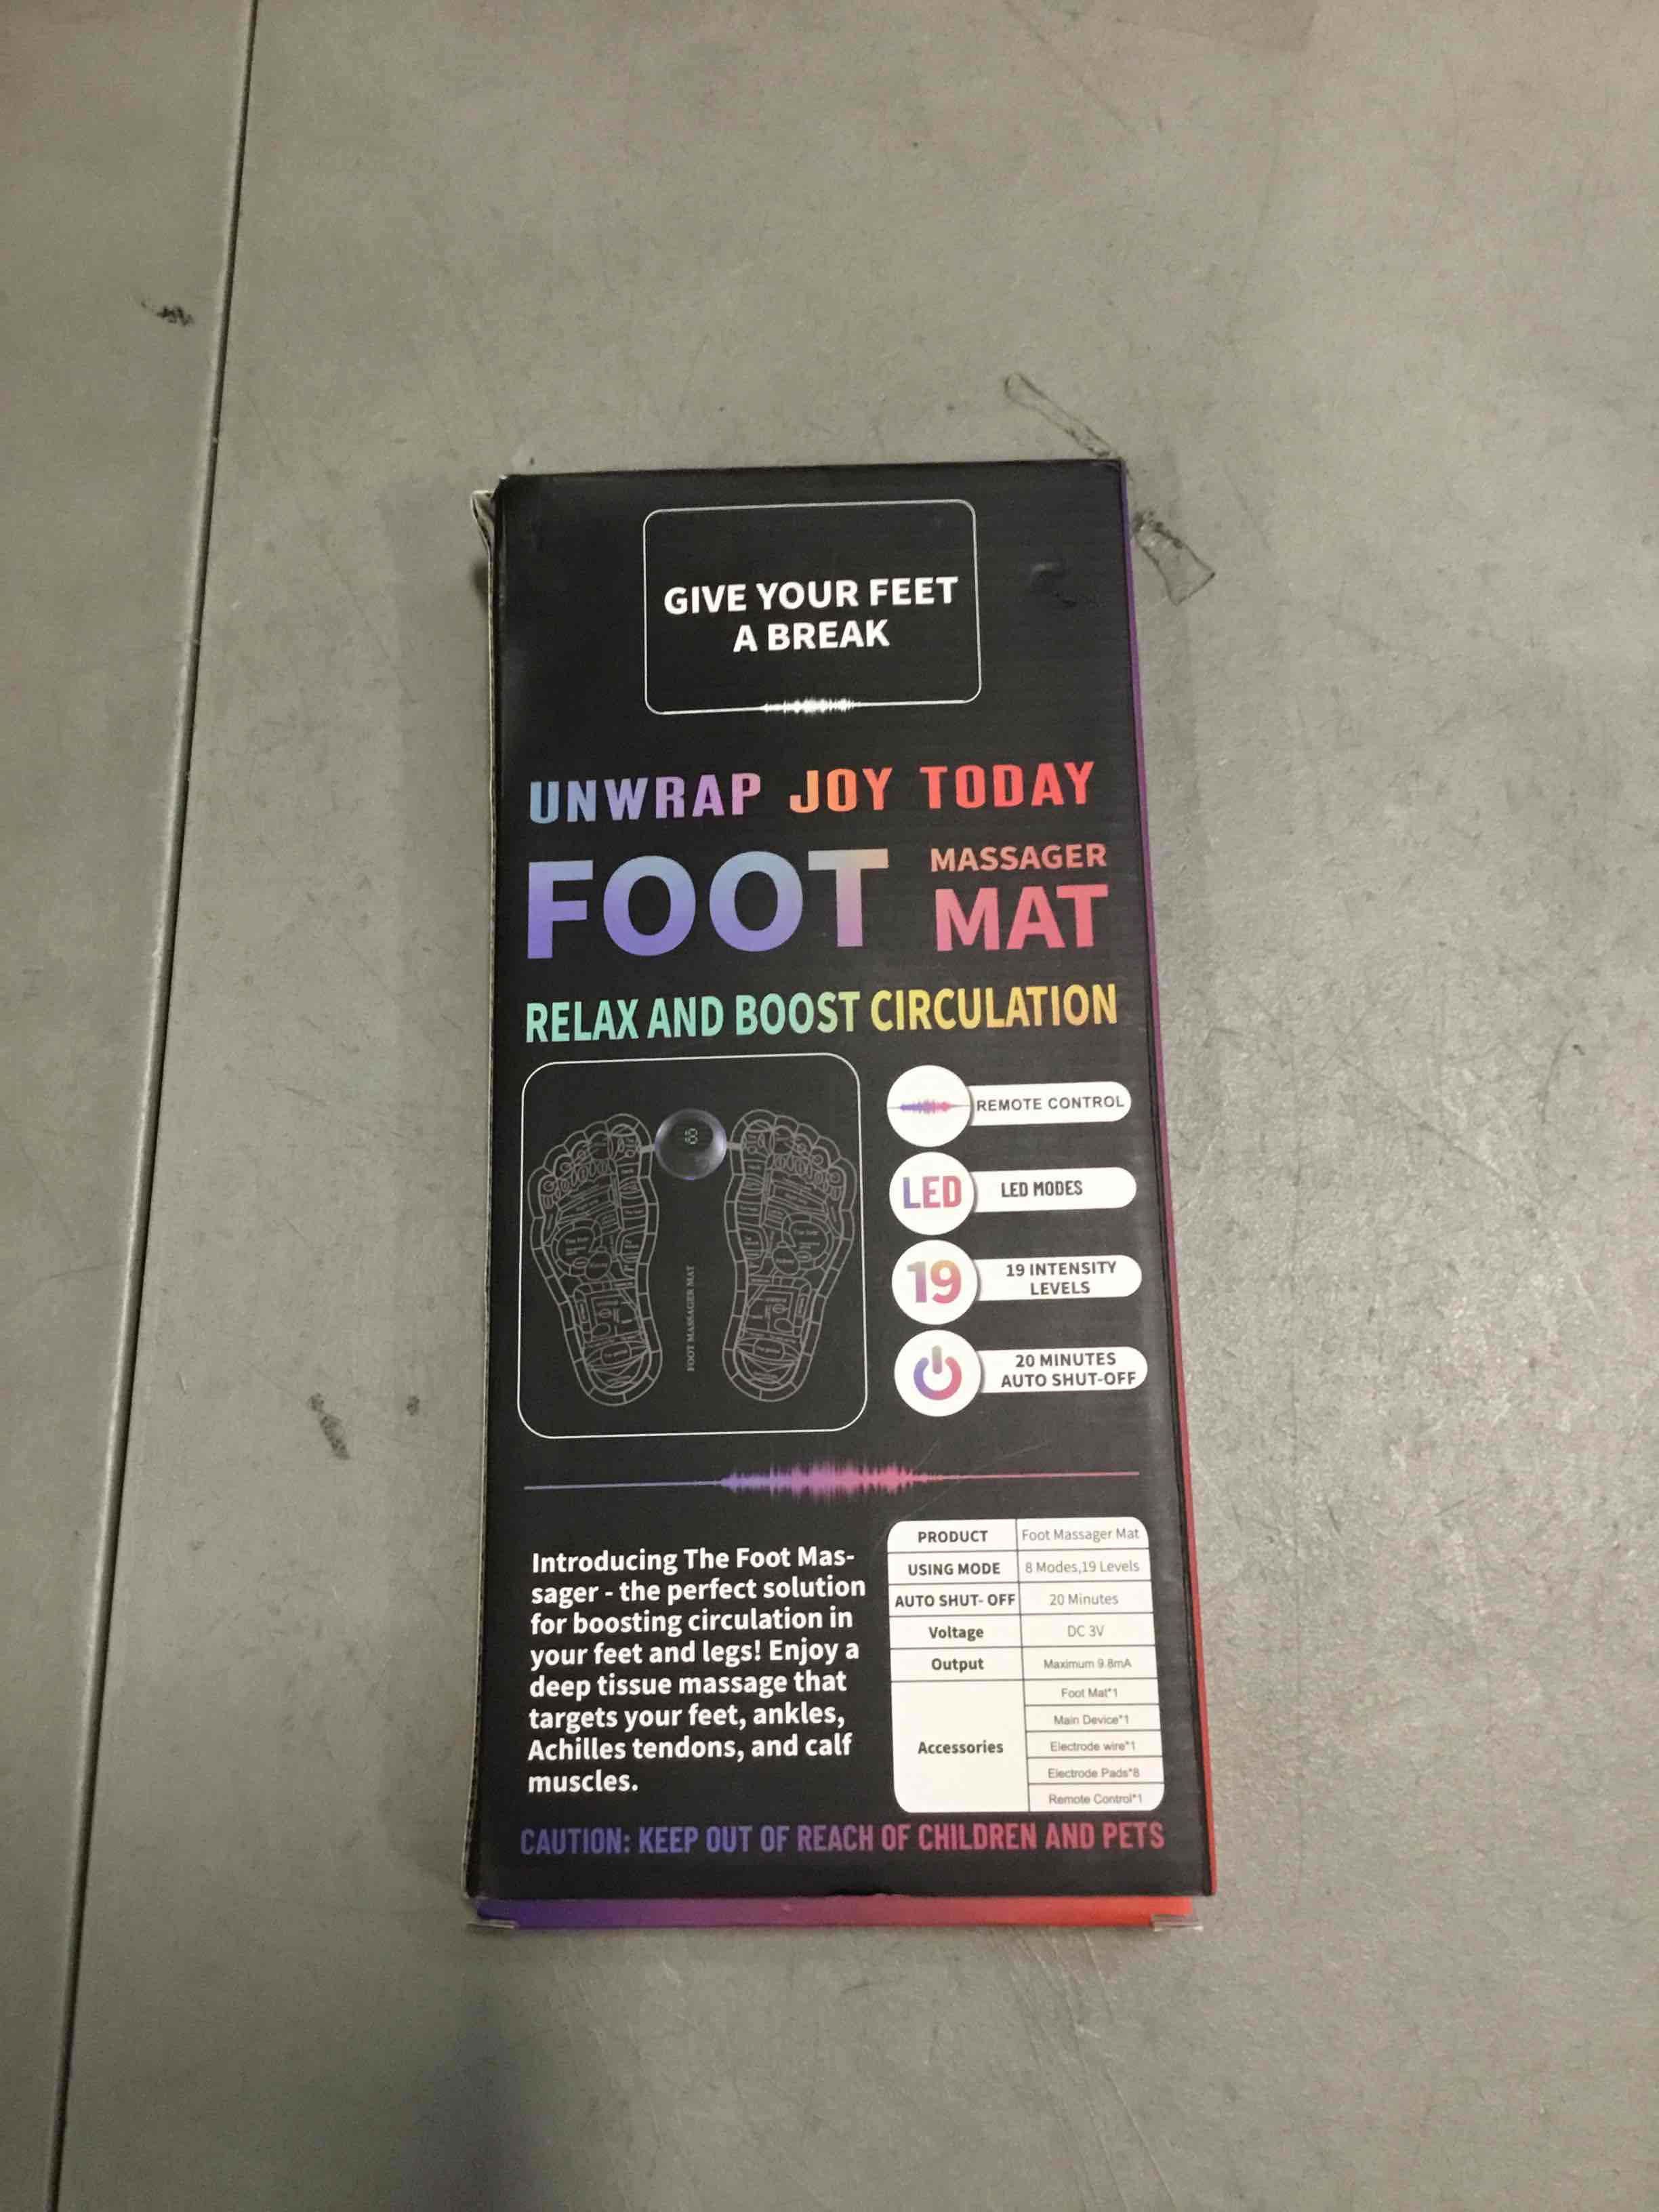 GIVE YOUR FEET
A BREAK
UNWRAP JOY TODAY
FOOT MASSAGER
MAT
RELAX AND BOOST CIRCULATION
FOOT MASSAGER MAT
REMOTE CONTROL
LED LED MODES
19 19 INTENSITY
LEVELS
20 MINUTES
AUTO SHUT-OFF
Introducing The Foot Mas-
sager - the perfect solution
for boosting circulation in
your feet and legs! Enjoy a
deep tissue massage that
targets your feet, ankles,
Achilles tendons, and calf
muscles.
PRODUCT Foot Massager Mat
USING MODE 8 Modes,19 Levels
AUTO SHUT- OFF 20 Minutes
Voltage DC 3V
Output Maximum 9.8mA
Accessories
Foot Mat*1
Main Device*1
Electrode wire*1
Electrode Pads*8
Remote Control*1
CAUTION: KEEP OUT OF REACH OF CHILDREN AND PETS